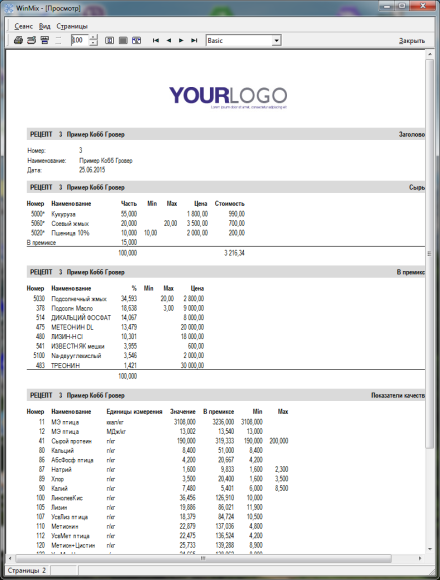 WinMix - [Просмотр]
Сеанс Вид Страницы
100 Basic Закрыть
YOURLOGO
РЕЦЕПТ 3 Пример Кобб Гровер Заголово
Номер: 3
Наименование: Пример Кобб Гровер
Дата: 25.06.2015
РЕЦЕПТ 3 Пример Кобб Гровер Сырь
Номер Наименование Часть Min Max Цена Стоимость
5000* Кукуруза 55,000 1 800,00 990,00
5060* Соевый жмых 20,000 20,00 3 500,00 700,00
5020* Пшеница 10% 10,000 10,00 2 000,00 200,00
В премиксе 15,000
100,000 3 216,34
РЕЦЕПТ 3 Пример Кобб Гровер В премикс
Номер Наименование % Min Max Цена
5030 Подсолнечный жмых 34,593 20,00 2 800,00
378 Подсолн Масло 18,638 3,00 9 000,00
514 ДИКАЛЬЦИЙ ФОСФАТ 14,067 8 000,00
475 МЕТЕОНИН DL 13,479 20 000,00
480 ЛИЗИН-HCl 10,301 18 000,00
541 ИЗВЕСТНЯК мешки 3,955 600,00
5100 Na-двууглекислый 3,546 2 000,00
483 ТРЕОНИН 1,421 30 000,00
100,000
РЕЦЕПТ 3 Пример Кобб Гровер Показатели качеств
Номер Наименование Единицы измерения Значение В премиксе Min Max
11 МЭ птица ккал/кг 3108,000 3236,000 3108,000
12 МЭ птица МДж/кг 13,002 13,540 13,000
41 Сырой протеин г/кг 190,000 319,333 190,000 200,000
80 Кальций г/кг 8,400 51,000 8,400
86 АбсФосф птица г/кг 4,200 20,667 4,200
87 Натрий г/кг 1,600 9,833 1,600 2,300
89 Хлор г/кг 3,500 20,400 1,600 3,500
90 Калий г/кг 7,480 5,401 6,000 8,500
100 ЛинолевКис г/кг 36,456 126,910 10,000
105 Лизин г/кг 19,886 86,021 11,900
107 УсвЛиз птица г/кг 18,379 84,724 10,500
110 Метионин г/кг 22,879 137,036 4,800
112 УсвМет птица г/кг 22,475 136,524 4,200
120 Метион+Цистин г/кг 25,733 139,288 8,900
Страницы 2